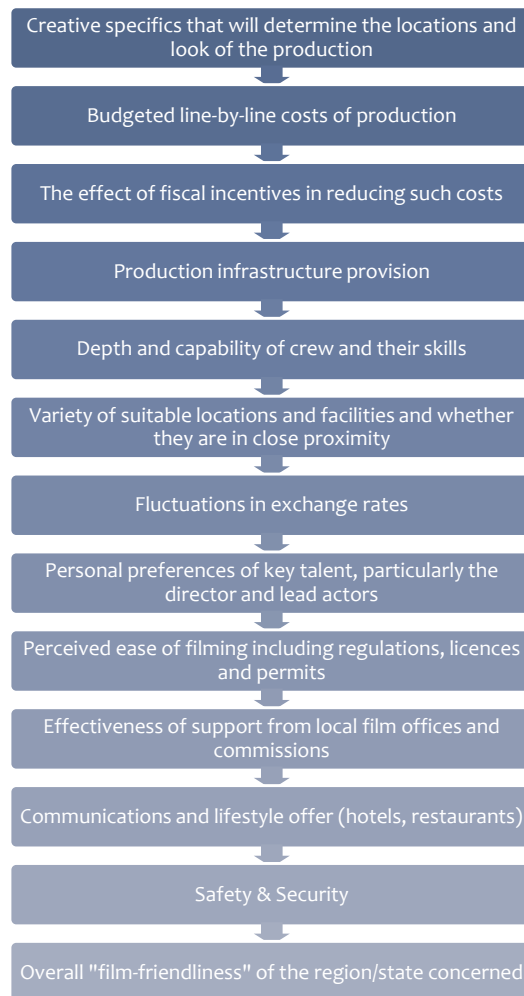 Creative specifics that will determine the locations and
look of the production
Budgeted line-by-line costs of production
The effect of fiscal incentives in reducing such costs
Production infrastructure provision
Depth and capability of crew and their skills
Variety of suitable locations and facilities and whether
they are in close proximity
Fluctuations in exchange rates
Personal preferences of key talent, particularly the
director and lead actors
Perceived ease of filming including regulations, licences
and permits
Effectiveness of support from local film offices and
commissions
Communications and lifestyle offer (hotels, restaurants)
Safety & Security
Overall "film-friendliness" of the region/state concerned